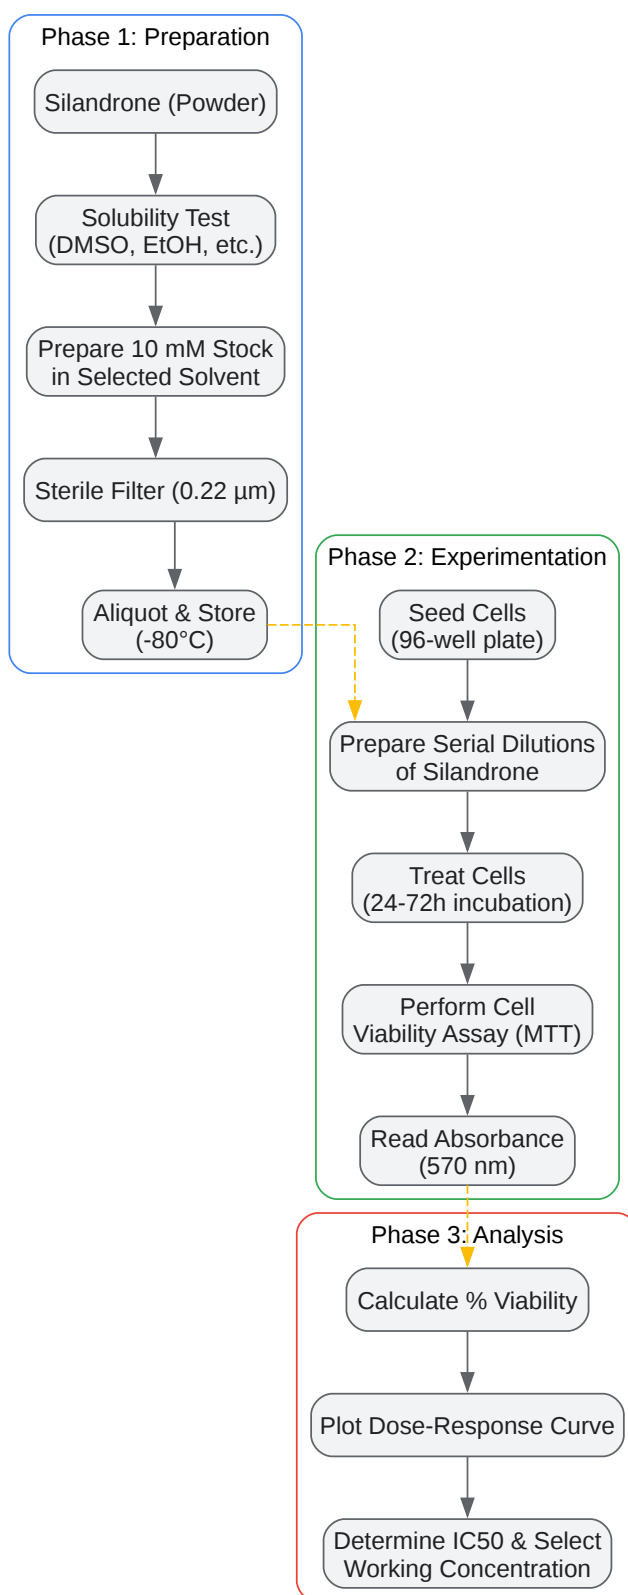 Phase 1: Preparation
Silandrone (Powder)
Solubility Test
(DMSO, EtOH, etc.)
Prepare 10 mM Stock
in Selected Solvent
Sterile Filter (0.22 µm)
Aliquot & Store
(-80°C)
Phase 2: Experimentation
Seed Cells
(96-well plate)
Prepare Serial Dilutions
of Silandrone
Treat Cells
(24-72h incubation)
Perform Cell
Viability Assay (MTT)
Read Absorbance
(570 nm)
Phase 3: Analysis
Calculate % Viability
Plot Dose-Response Curve
Determine IC50 & Select
Working Concentration